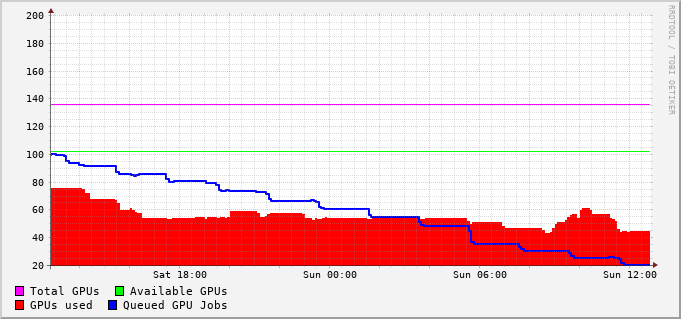 200
180
160
140
120
100
80
60
40
20
Sat 18:00 Sun 00:00 Sun 06:00 Sun 12:00
Total GPUs Available GPUs
GPUs used Queued GPU Jobs
RRDTOOL / TOBI OETIKER